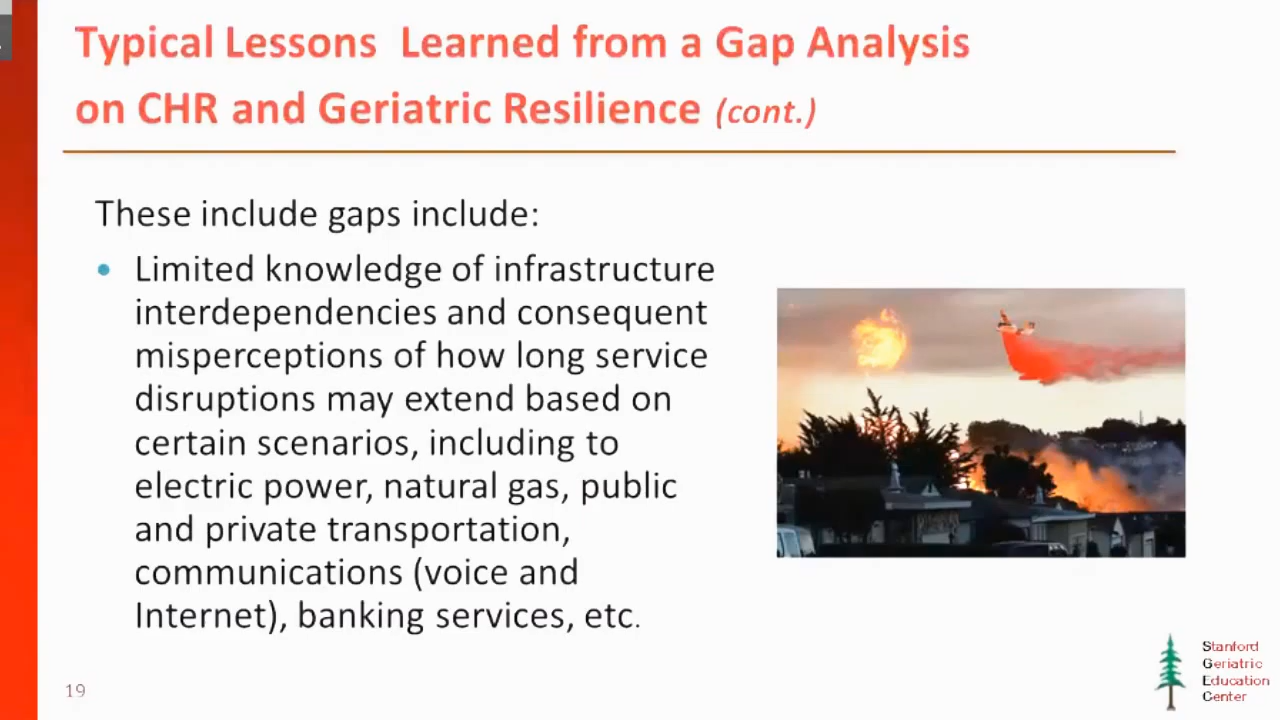 Typical Lessons Learned from a Gap Analysis
on CHR and Geriatric Resilience (cont.)
These include gaps include:
• Limited knowledge of infrastructure
interdependencies and consequent
misperceptions of how long service
disruptions may extend based on
certain scenarios, including to
electric power, natural gas, public
and private transportation,
communications (voice and
Internet), banking services, etc.
19
Stanford
Geriatric
Education
Center